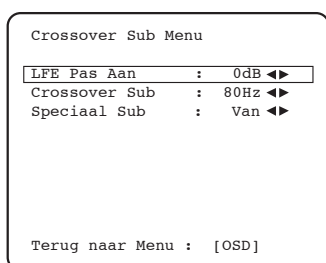 Crossover Sub Menu
LFE Pas Aan : 0dB ◄►
Crossover Sub : 80Hz ◄►
Speciaal Sub : Van ◄►
Terug naar Menu : [OSD]